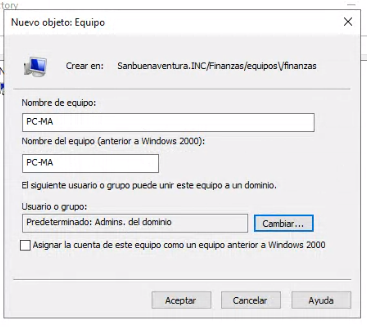 tory
Nuevo objeto: Equipo
Crear en: Sanbuenaventura.INC/Finanzas/equipos\/finanzas
Nombre de equipo:
PC-MA
Nombre del equipo (anterior a Windows 2000):
PC-MA
El siguiente usuario o grupo puede unir este equipo a un dominio.
Usuario o grupo:
Predeterminado: Admins. del dominio
Cambiar...
Asignar la cuenta de este equipo como un equipo anterior a Windows 2000
Aceptar Cancelar Ayuda